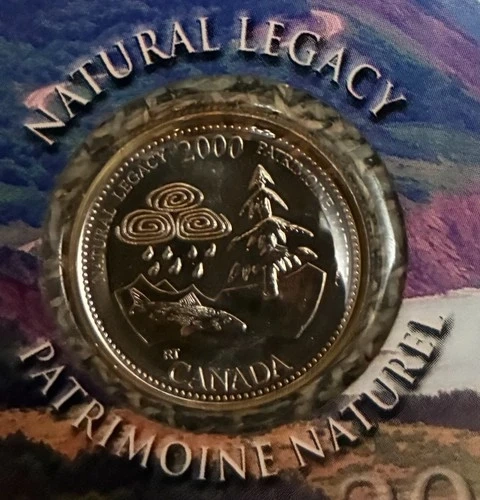 NATURAL LEGACY
NATURAL LEGACY 2000 PATRIMOINE
RT
CANADA
PATRIMOINE NATUREL